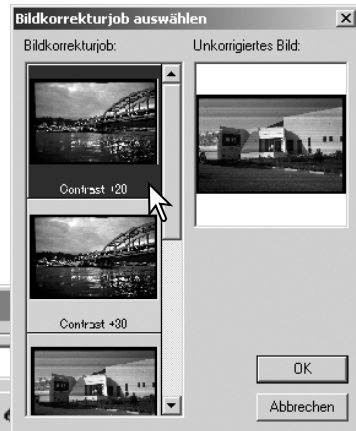 Bildkorrekturjob auswählen
Bildkorrekturjob:
Unkorrigiertes Bild:
Contrast +20
Contrast +30
OK
Abbrechen